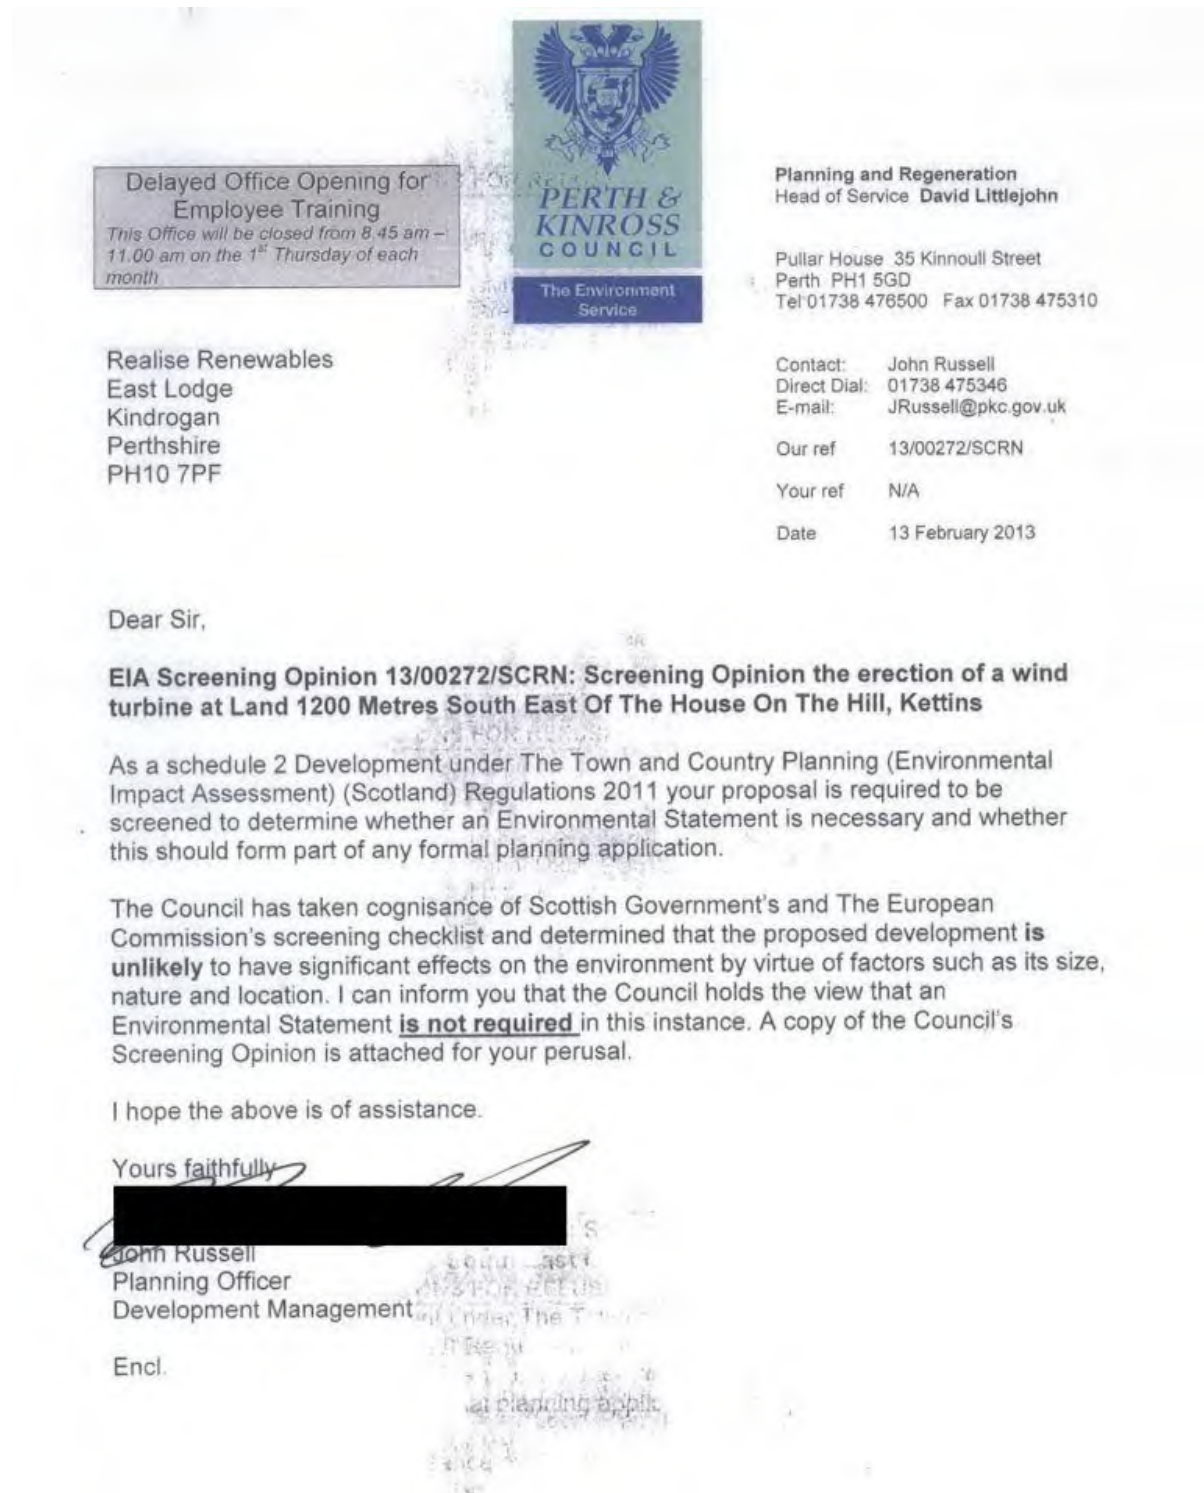 Delayed Office Opening for
Employee Training
This Office will be closed from 8.45 am –
11.00 am on the 1st Thursday of each
month
PERTH &
KINROSS
COUNCIL
The Environment
Service
Planning and Regeneration
Head of Service David Littlejohn
Pullar House 35 Kinnoull Street
Perth PH1 5GD
Tel 01738 476500 Fax 01738 475310
Realise Renewables
East Lodge
Kindrogan
Perthshire
PH10 7PF
Contact: John Russell
Direct Dial: 01738 475346
E-mail: JRussell@pkc.gov.uk
Our ref 13/00272/SCRN
Your ref N/A
Date 13 February 2013
Dear Sir,
EIA Screening Opinion 13/00272/SCRN: Screening Opinion the erection of a wind
turbine at Land 1200 Metres South East Of The House On The Hill, Kettins
As a schedule 2 Development under The Town and Country Planning (Environmental
Impact Assessment) (Scotland) Regulations 2011 your proposal is required to be
screened to determine whether an Environmental Statement is necessary and whether
this should form part of any formal planning application.
The Council has taken cognisance of Scottish Government's and The European
Commission's screening checklist and determined that the proposed development is
unlikely to have significant effects on the environment by virtue of factors such as its size,
nature and location. I can inform you that the Council holds the view that an
Environmental Statement is not required in this instance. A copy of the Council's
Screening Opinion is attached for your perusal.
I hope the above is of assistance.
Yours faithfully
John Russell
Planning Officer
Development Management
Encl.